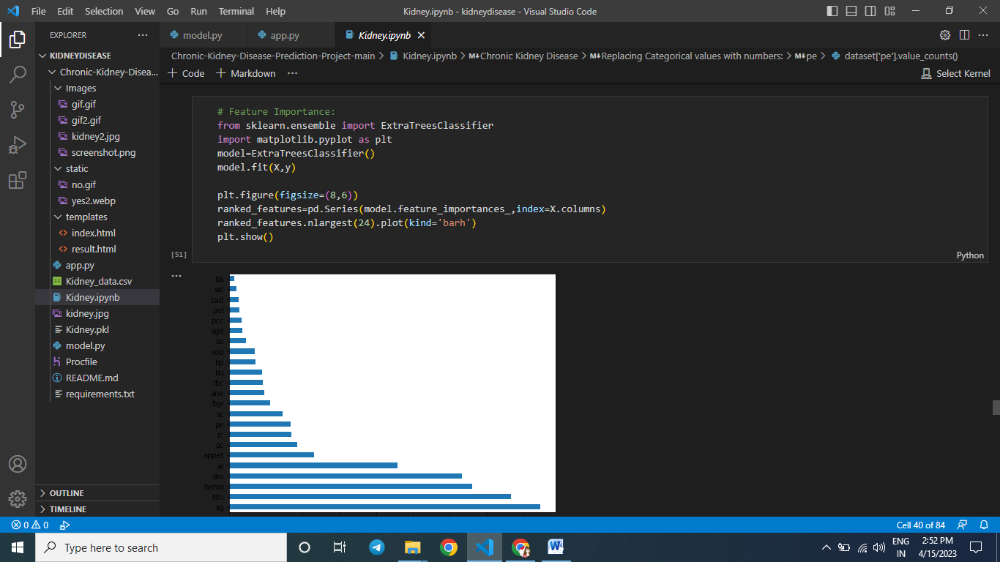 File Edit Selection View Go Run Terminal Help
Kidney.ipynb - kidneydisease - Visual Studio Code
EXPLORER
KIDNEYDISEASE
Chronic-Kidney-Disea...
Images
gif.gif
gif2.gif
kidney2.jpg
screenshot.png
static
no.gif
yes2.webp
templates
index.html
result.html
app.py
Kidney_data.csv
Kidney.ipynb
kidney.jpg
Kidney.pkl
model.py
Procfile
README.md
requirements.txt
OUTLINE
TIMELINE
model.py app.py Kidney.ipynb
Chronic-Kidney-Disease-Prediction-Project-main > Kidney.ipynb > M↓Chronic Kidney Disease > M↓Replacing Categorical values with numbers: > M↓pe > dataset['pe'].value_counts()
+ Code + Markdown ... Select Kernel
# Feature Importance:
from sklearn.ensemble import ExtraTreesClassifier
import matplotlib.pyplot as plt
model=ExtraTreesClassifier()
model.fit(X,y)
plt.figure(figsize=(8,6))
ranked_features=pd.Series(model.feature_importances_,index=X.columns)
ranked_features.nlargest(24).plot(kind='barh')
plt.show()
[51]
Python
ba
wc
cad
pot
pcc
age
su
sod
bp
bu
rbc
ane
bgr
sc
pe
rc
pc
appet
al
dm
hemo
htn
sg
0 0
Cell 40 of 84
Type here to search
ENG
IN
2:52 PM
4/15/2023